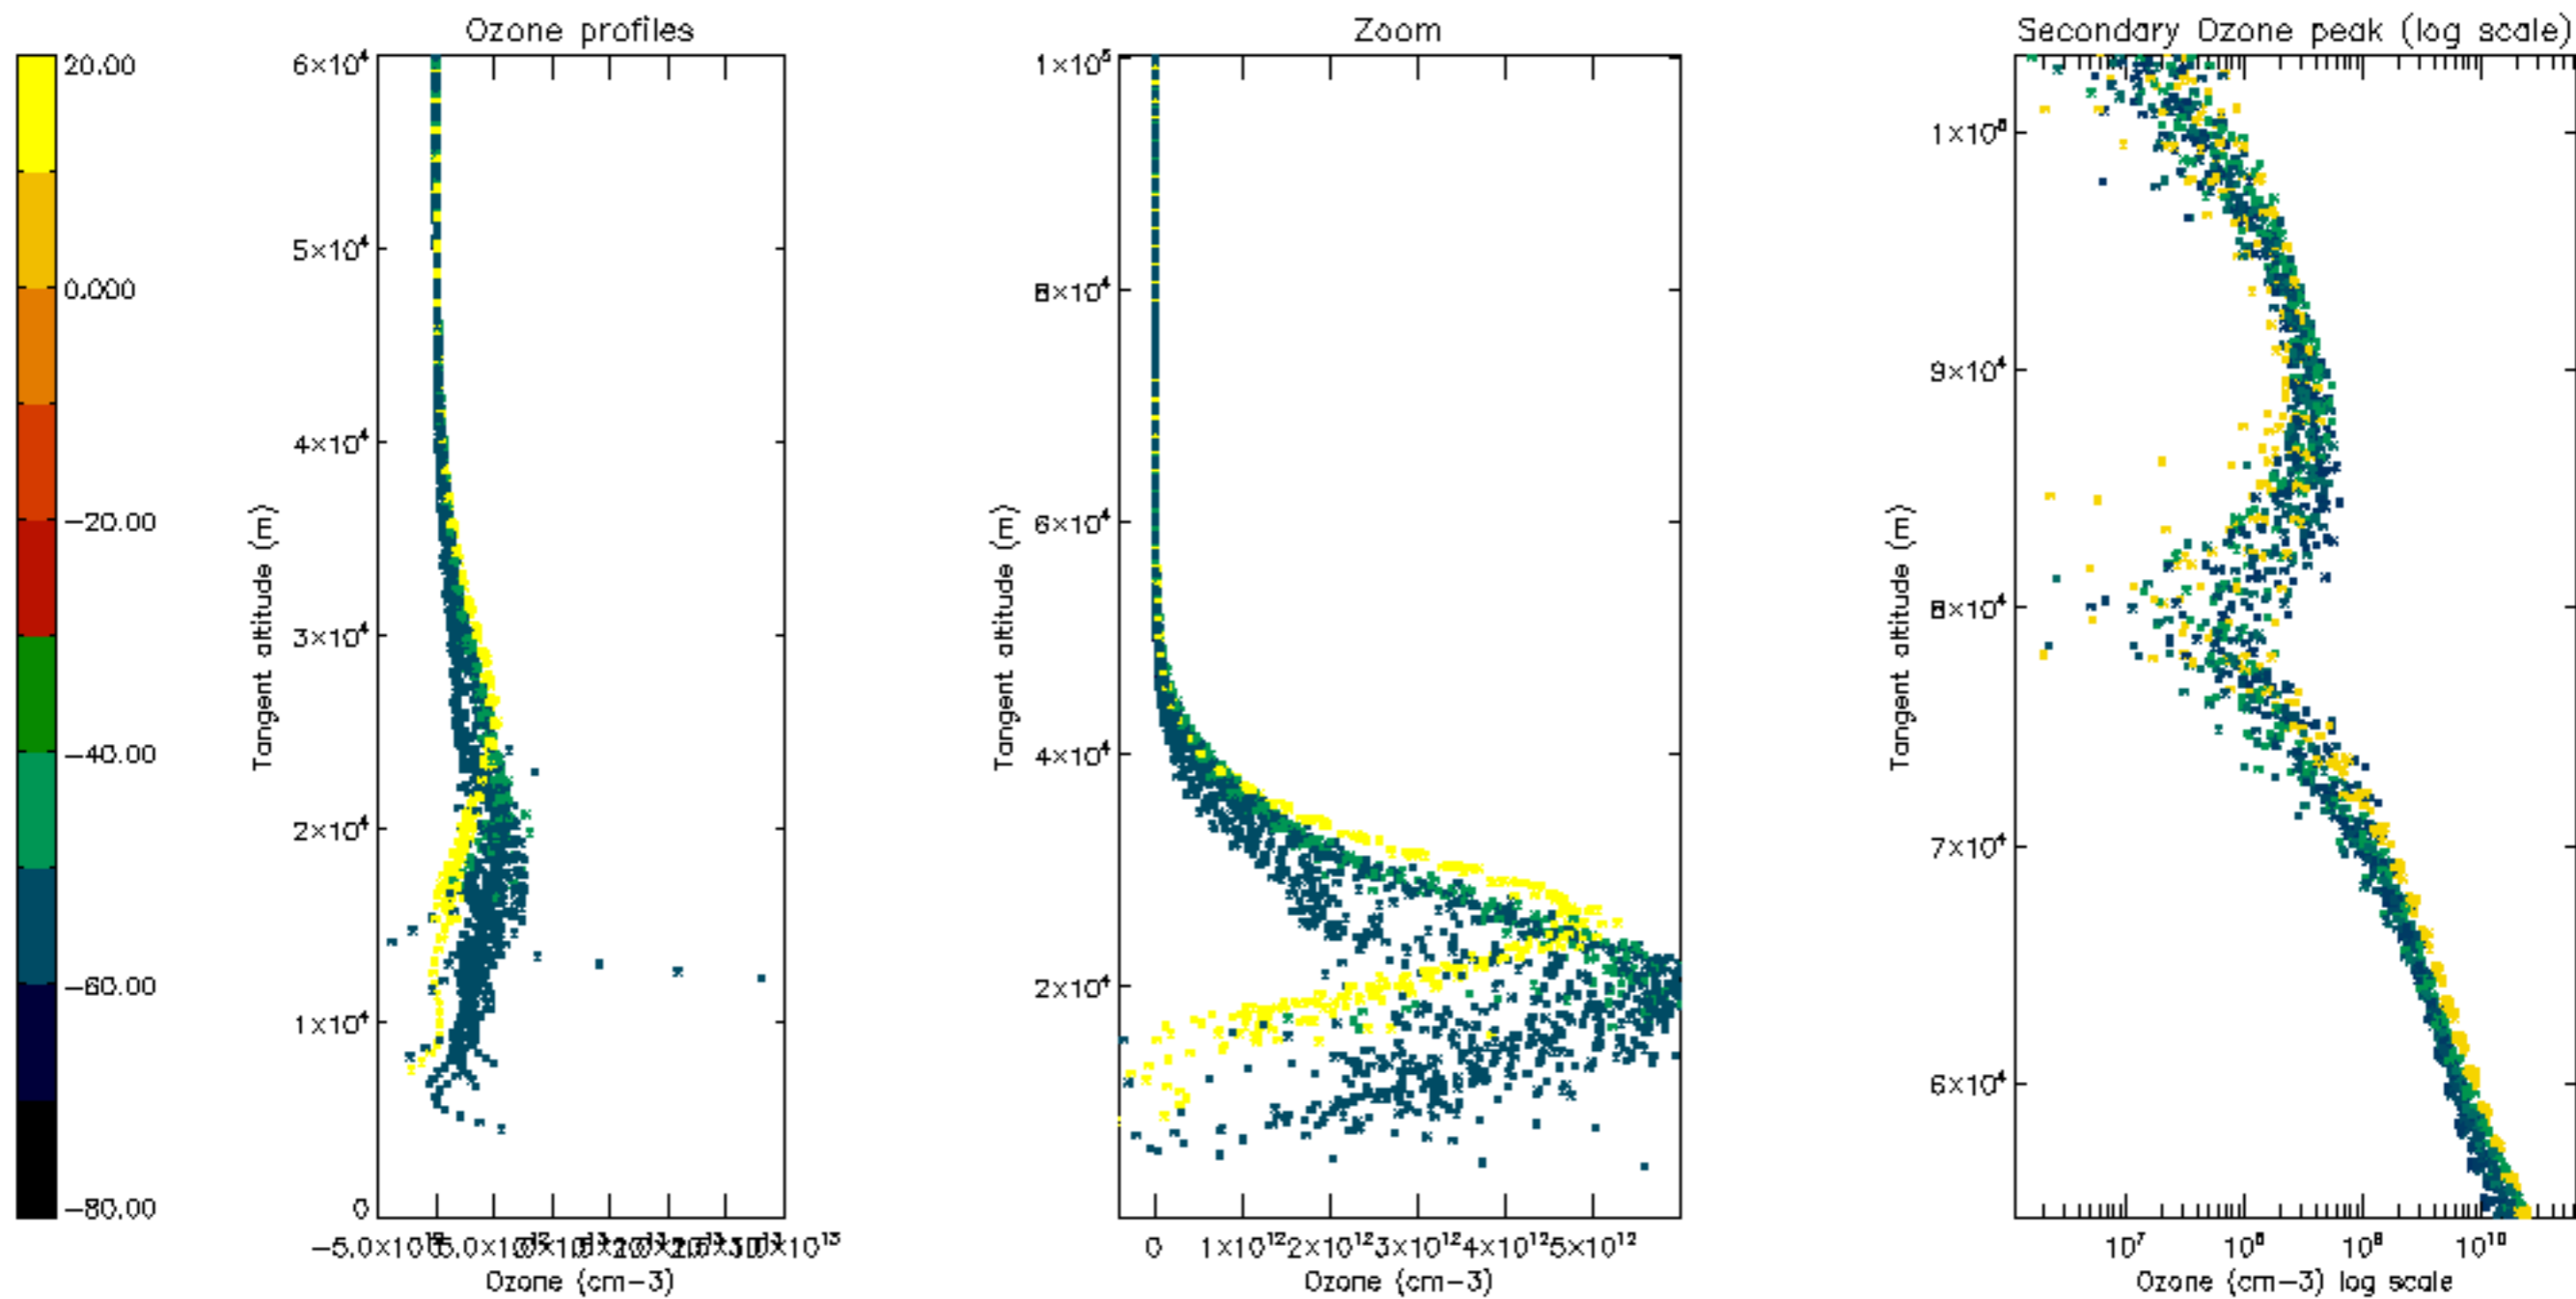 Ozone profiles
Zoom
Secondary Ozone peak (log scale)
20.00
0.000
−20.00
−40.00
−60.00
−80.00
6×10⁴
5×10⁴
4×10⁴
3×10⁴
2×10⁴
1×10⁴
0
Tangent altitude (m)
Ozone (cm−3)
1×10⁵
8×10⁴
6×10⁴
4×10⁴
2×10⁴
Tangent altitude (m)
0 1×10¹² 2×10¹² 3×10¹² 4×10¹² 5×10¹²
Ozone (cm−3)
1×10⁵
9×10⁴
8×10⁴
7×10⁴
6×10⁴
Tangent altitude (m)
10⁷ 10⁸ 10⁹ 10¹⁰
Ozone (cm−3) log scale